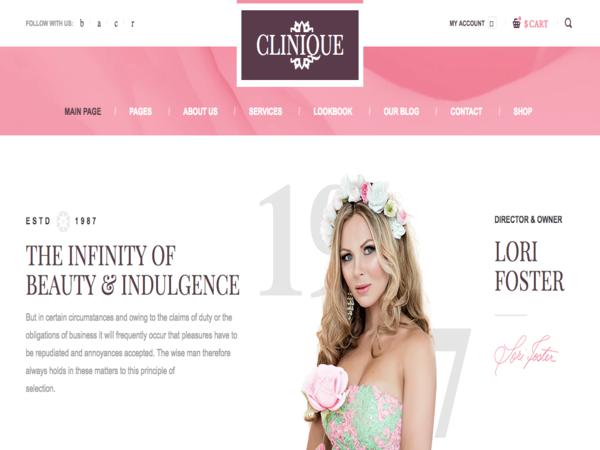 FOLLOW WITH US: b a c r
MY ACCOUNT
$ CART
CLINIQUE
MAIN PAGE / PAGES / ABOUT US / SERVICES / LOOKBOOK / OUR BLOG / CONTACT / SHOP
ESTD 1987
THE INFINITY OF
BEAUTY & INDULGENCE
But in certain circumstances and owing to the claims of duty or the
obligations of business it will frequently occur that pleasures have to
be repudiated and annoyances accepted. The wise man therefore
always holds in these matters to this principle of
selection.
19
7
DIRECTOR & OWNER
LORI
FOSTER
Lori Foster